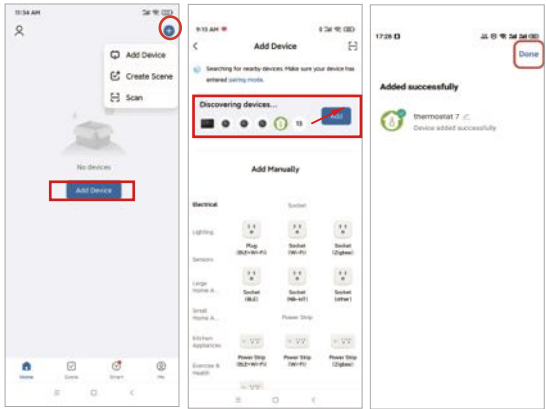 11:34 AM
Add Device
Create Scene
Scan
No devices
Add Device
Home
Scene
Smart
Me
9:13 AM
Add Device
Searching for nearby devices. Make sure your device has
entered pairing mode.
Discovering devices...
Add
Add Manually
Electrical
Socket
Lighting
Plug
(BLE+Wi-Fi)
Socket
(Wi-Fi)
Socket
(Zigbee)
Sensors
Large
Home A...
Socket
(BLE)
Socket
(NB-IoT)
Socket
(other)
Small
Home A...
Power Strip
Kitchen
Appliances
Power Strip
(BLE+Wi-Fi)
Power Strip
(Wi-Fi)
Power Strip
(Zigbee)
Exercise &
Health
17:28
Done
Added successfully
thermostat 7
Device added successfully